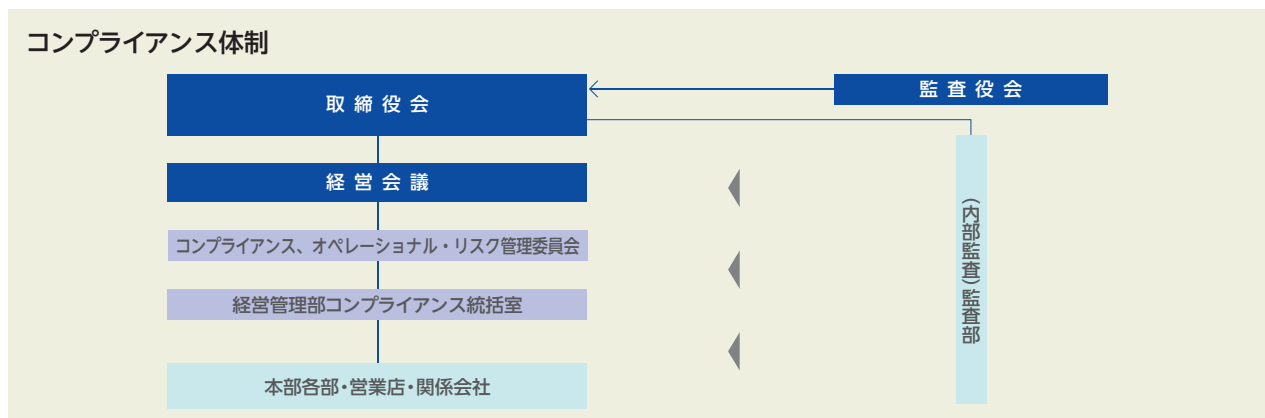 コンプライアンス体制
取締役会
監査役会
経営会議
コンプライアンス、オペレーショナル・リスク管理委員会
経営管理部コンプライアンス統括室
本部各部・営業店・関係会社
(内部監査)監査部